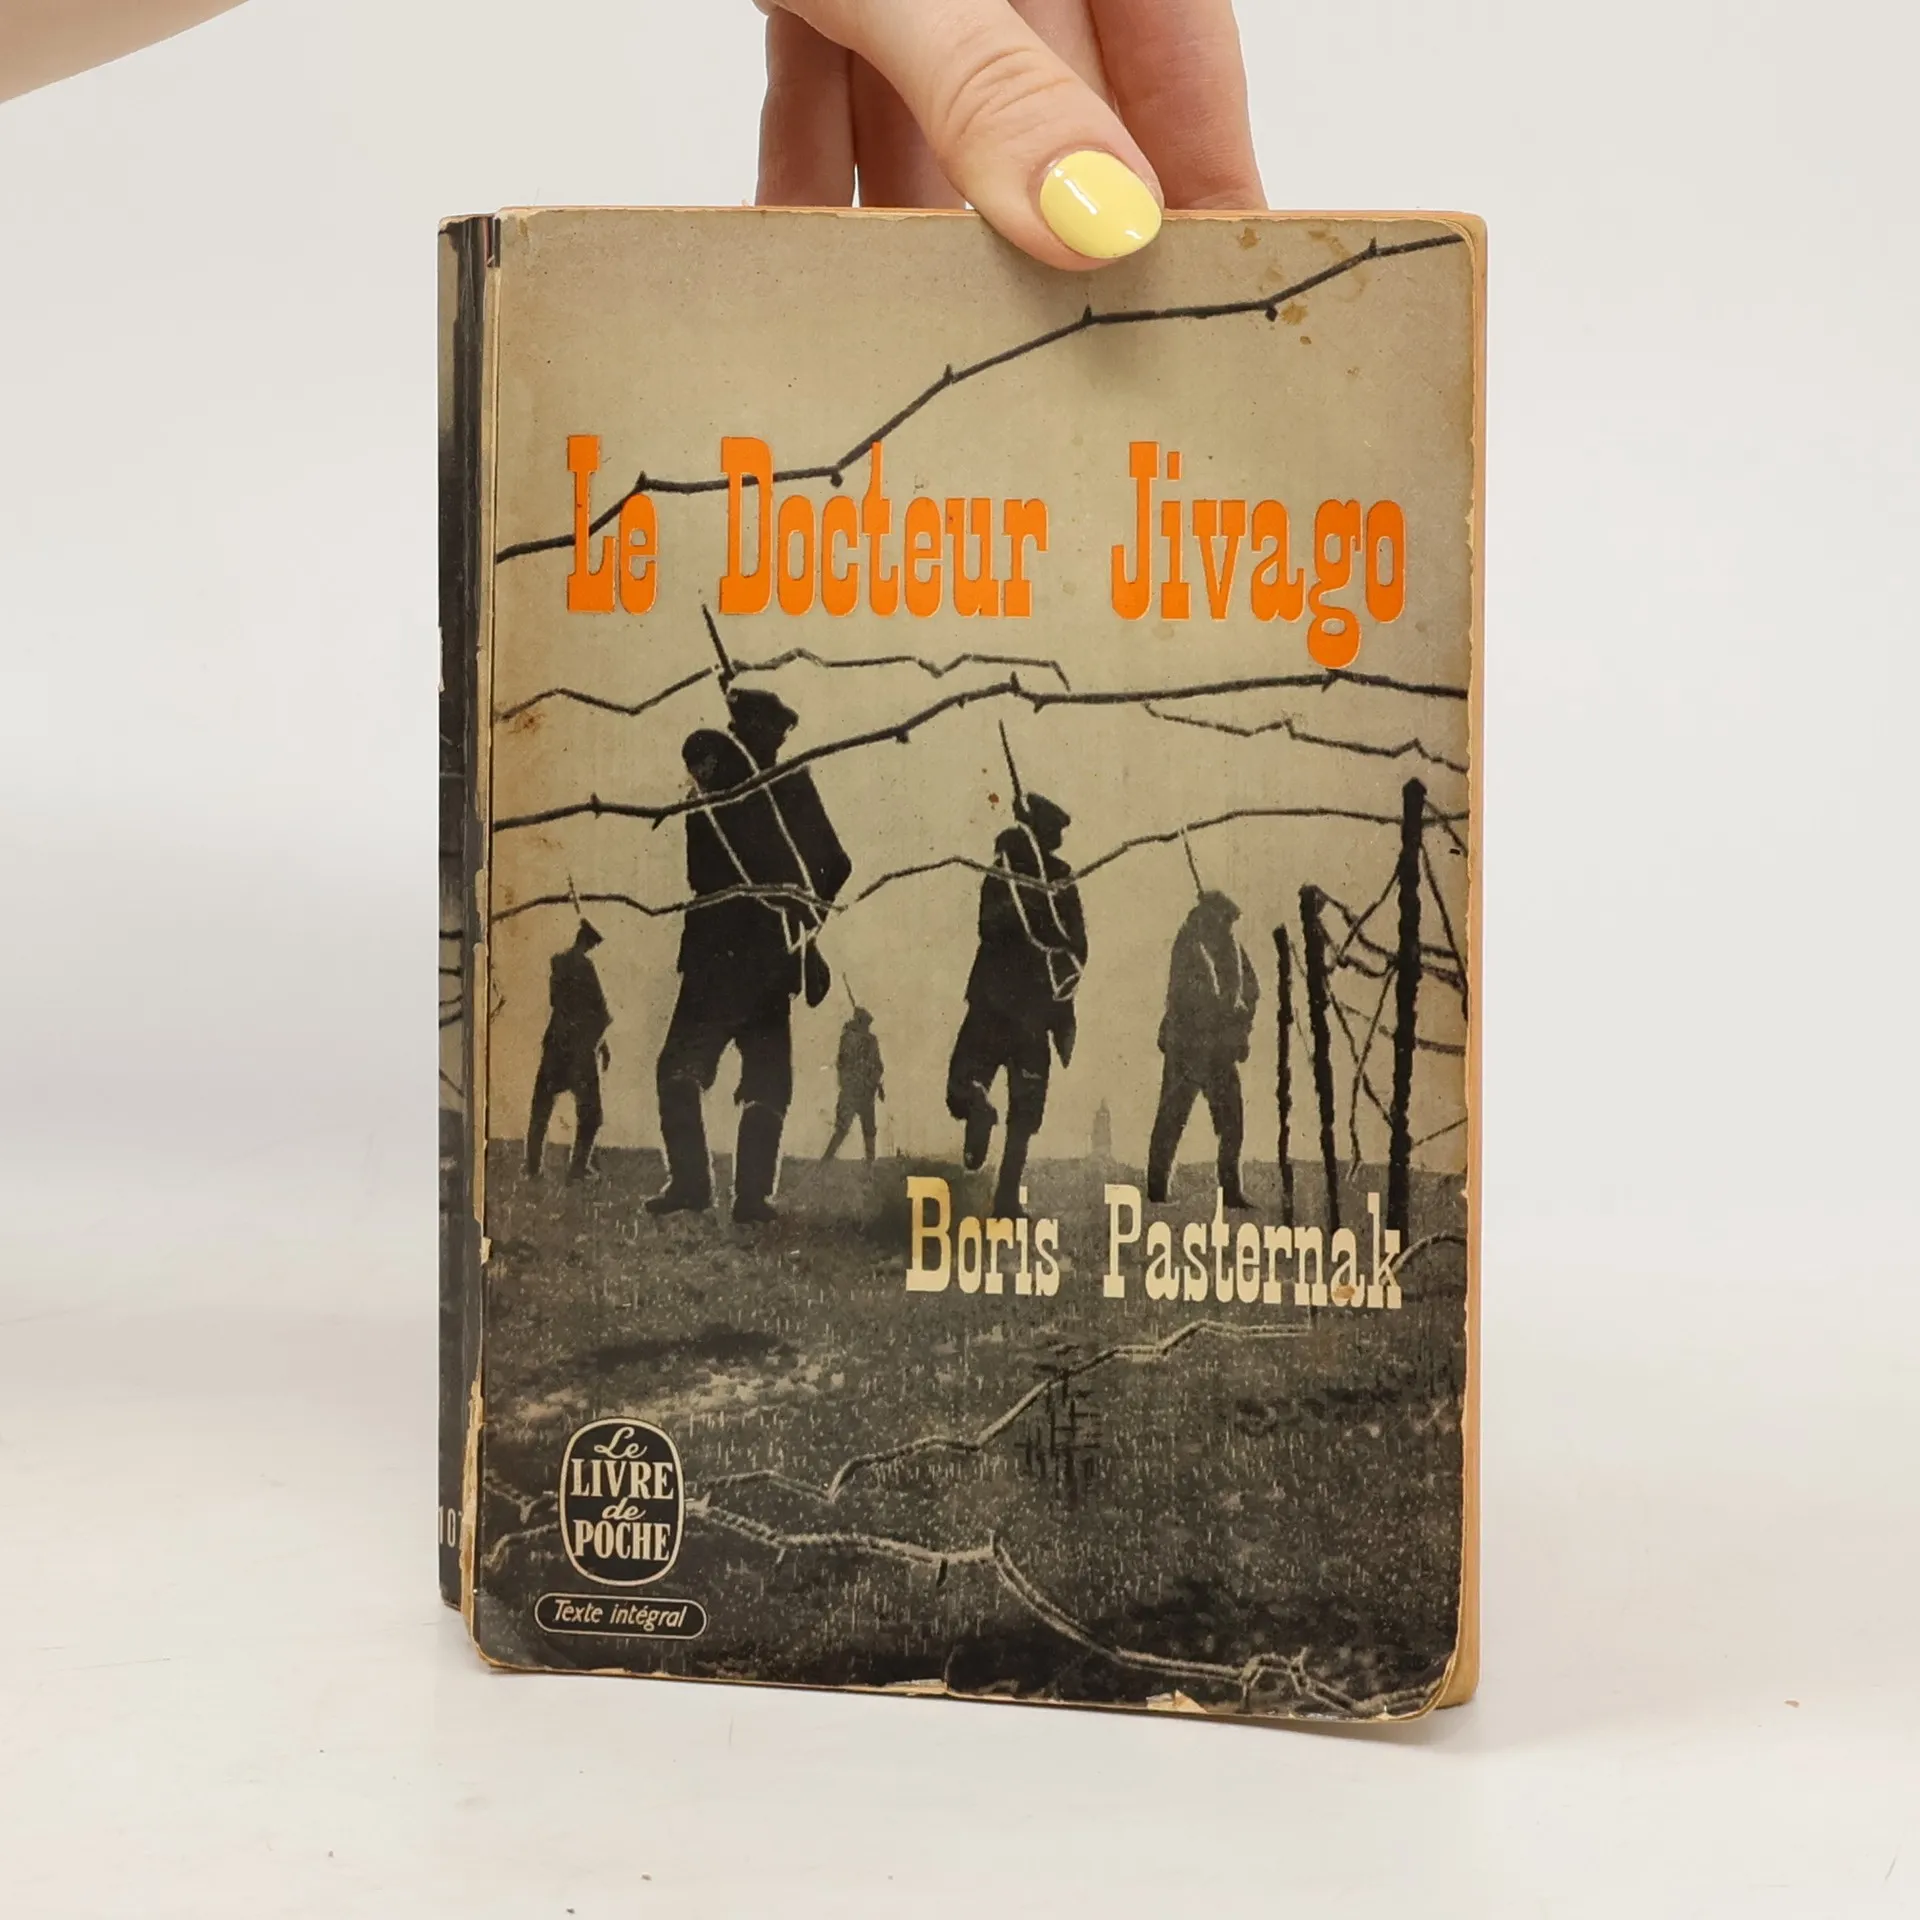 Le Docteur Jivago
Boris Pasternak
Le
LIVRE
de
POCHE
Texte intégral